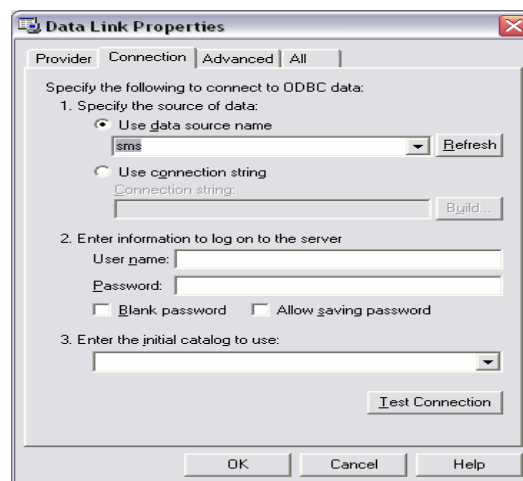 Data Link Properties
Provider Connection Advanced All
Specify the following to connect to ODBC data:
1. Specify the source of data:
Use data source name
sms Refresh
Use connection string
Connection string:
Build...
2. Enter information to log on to the server
User name:
Password:
Blank password Allow saving password
3. Enter the initial catalog to use:
Test Connection
OK Cancel Help